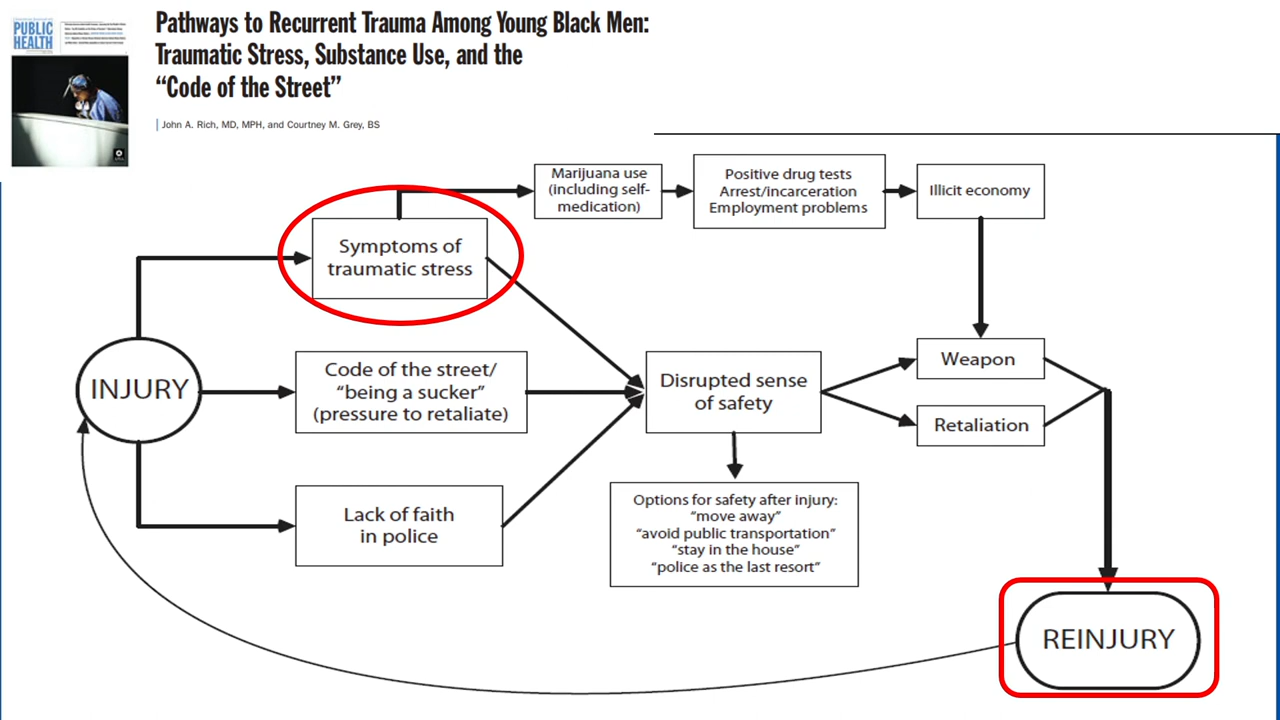 PUBLIC
HEALTH
Pathways to Recurrent Trauma Among Young Black Men:
Traumatic Stress, Substance Use, and the
“Code of the Street”
John A. Rich, MD, MPH, and Courtney M. Grey, BS
Marijuana use
(including self-
medication)
Positive drug tests
Arrest/incarceration
Employment problems
Illicit economy
Symptoms of
traumatic stress
INJURY
Code of the street/
“being a sucker”
(pressure to retaliate)
Disrupted sense
of safety
Weapon
Retaliation
Lack of faith
in police
Options for safety after injury:
“move away”
“avoid public transportation”
“stay in the house”
“police as the last resort”
REINJURY